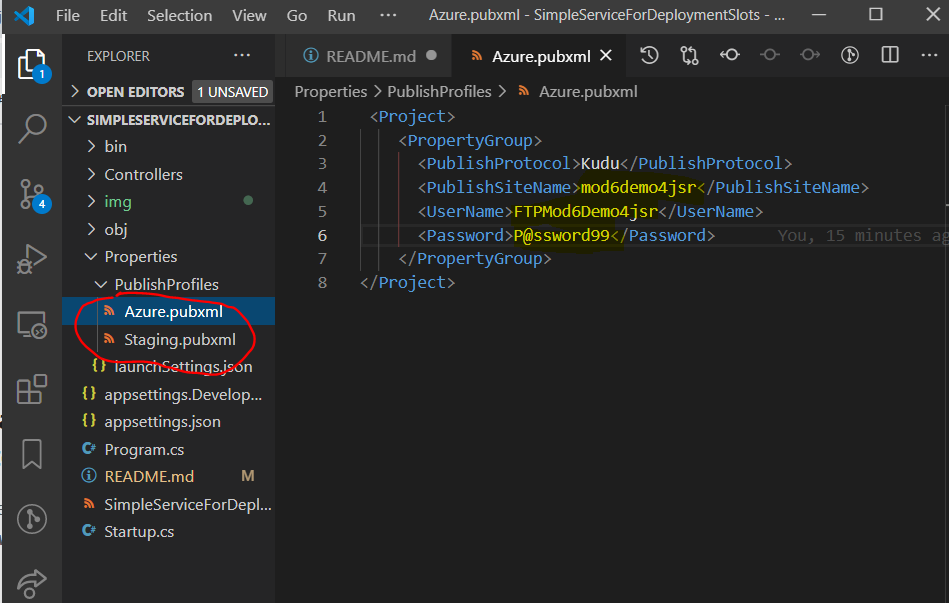 File Edit Selection View Go Run ··· Azure.pubxml - SimpleServiceForDeploymentSlots - ...
EXPLORER ···
OPEN EDITORS 1 UNSAVED
SIMPLESERVICEFORDEPLO...
bin
Controllers
img
obj
Properties
PublishProfiles
Azure.pubxml
Staging.pubxml
{} launchSettings.json
{} appsettings.Develop...
{} appsettings.json
C# Program.cs
README.md M
SimpleServiceForDepl...
C# Startup.cs
1
4
README.md Azure.pubxml
Properties > PublishProfiles > Azure.pubxml
1 <Project>
2 <PropertyGroup>
3 <PublishProtocol>Kudu</PublishProtocol>
4 <PublishSiteName>mod6demo4jsr</PublishSiteName>
5 <UserName>FTPMod6Demo4jsr</UserName>
6 <Password>P@ssword99</Password> You, 15 minutes ag
7 </PropertyGroup>
8 </Project>